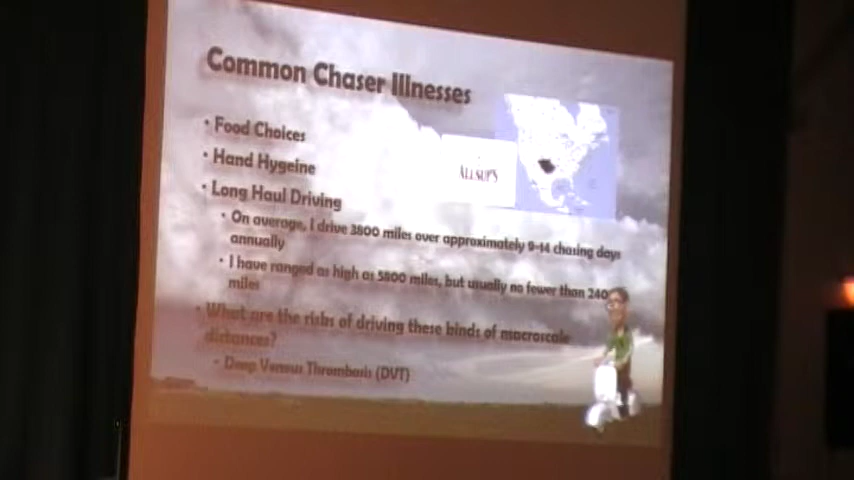 Common Chaser Illnesses
• Food Choices
• Hand Hygeine
ALLSUP'S
• Long Haul Driving
• On average, I drive 3800 miles over approximately 9-14 chasing days
annually
• I have ranged as high as 5800 miles, but usually no fewer than 240
miles
• What are the risks of driving these kinds of macroscale
distances?
• Deep Venous Thrombosis (DVT)